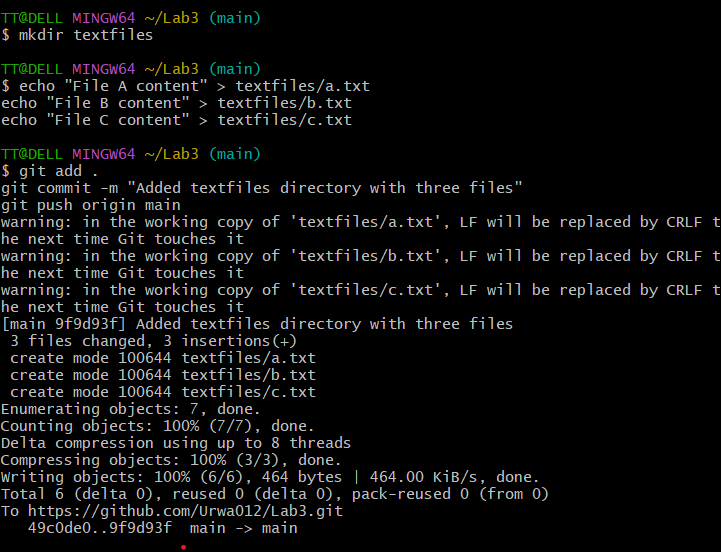 TT@DELL MINGW64 ~/Lab3 (main)
$ mkdir textfiles
TT@DELL MINGW64 ~/Lab3 (main)
$ echo "File A content" > textfiles/a.txt
echo "File B content" > textfiles/b.txt
echo "File C content" > textfiles/c.txt
TT@DELL MINGW64 ~/Lab3 (main)
$ git add .
git commit -m "Added textfiles directory with three files"
git push origin main
warning: in the working copy of 'textfiles/a.txt', LF will be replaced by CRLF t
he next time Git touches it
warning: in the working copy of 'textfiles/b.txt', LF will be replaced by CRLF t
he next time Git touches it
warning: in the working copy of 'textfiles/c.txt', LF will be replaced by CRLF t
he next time Git touches it
[main 9f9d93f] Added textfiles directory with three files
 3 files changed, 3 insertions(+)
 create mode 100644 textfiles/a.txt
 create mode 100644 textfiles/b.txt
 create mode 100644 textfiles/c.txt
Enumerating objects: 7, done.
Counting objects: 100% (7/7), done.
Delta compression using up to 8 threads
Compressing objects: 100% (3/3), done.
Writing objects: 100% (6/6), 464 bytes | 464.00 KiB/s, done.
Total 6 (delta 0), reused 0 (delta 0), pack-reused 0 (from 0)
To https://github.com/Urwa012/Lab3.git
   49c0de0..9f9d93f  main -> main